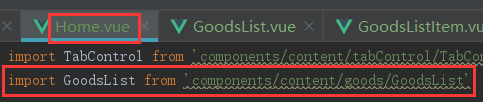 Home.vue GoodsList.vue GoodsListItem.vue
import TabControl from 'components/content/tabControl/TabCon
import GoodsList from 'components/content/goods/GoodsList'